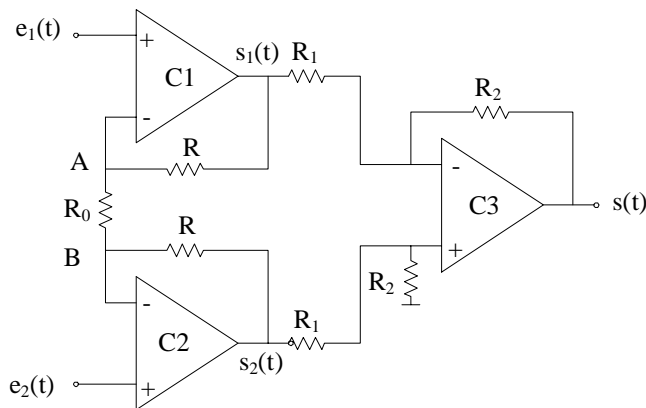 e₁(t)
+
C1
-
s₁(t)
R₁
R₂
A
R
R₀
B
R
-
C3
+
s(t)
R₂
-
C2
+
s₂(t)
R₁
e₂(t)